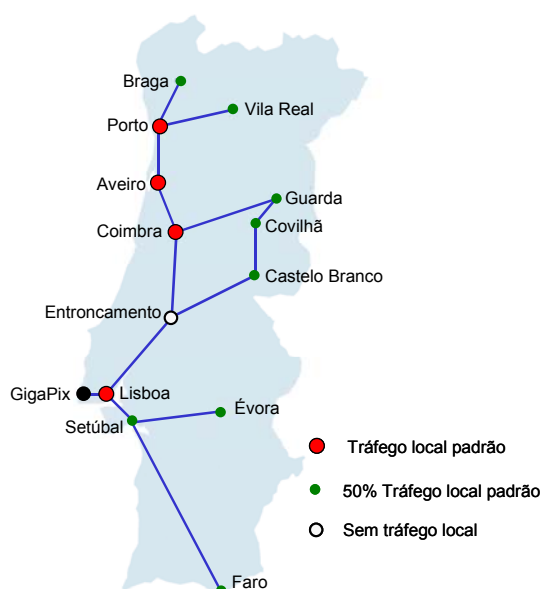 Braga
Vila Real
Porto
Aveiro
Guarda
Coimbra
Covilhã
Castelo Branco
Entroncamento
GigaPix
Lisboa
Évora
Setúbal
Tráfego local padrão
50% Tráfego local padrão
Sem tráfego local
Faro